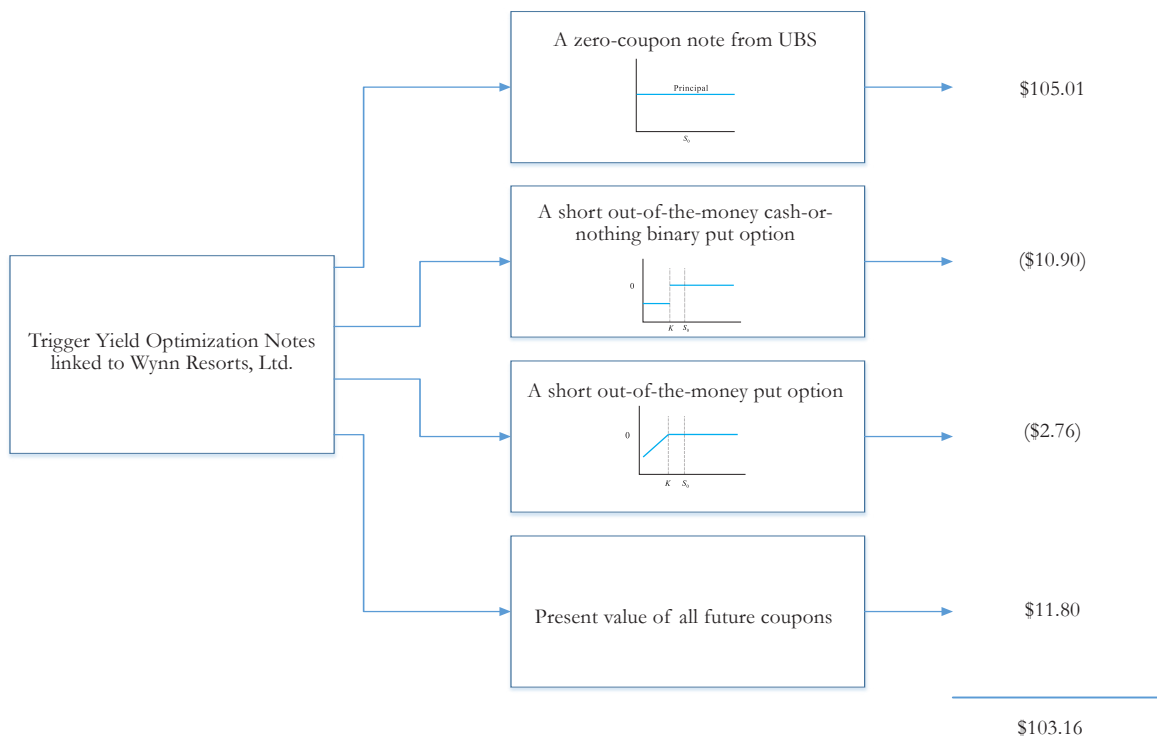 Trigger Yield Optimization Notes
linked to Wynn Resorts, Ltd.
A zero-coupon note from UBS
Principal
S₀
$105.01
A short out-of-the-money cash-or-
nothing binary put option
0
K S₀
($10.90)
A short out-of-the-money put option
0
K S₀
($2.76)
Present value of all future coupons
$11.80
$103.16